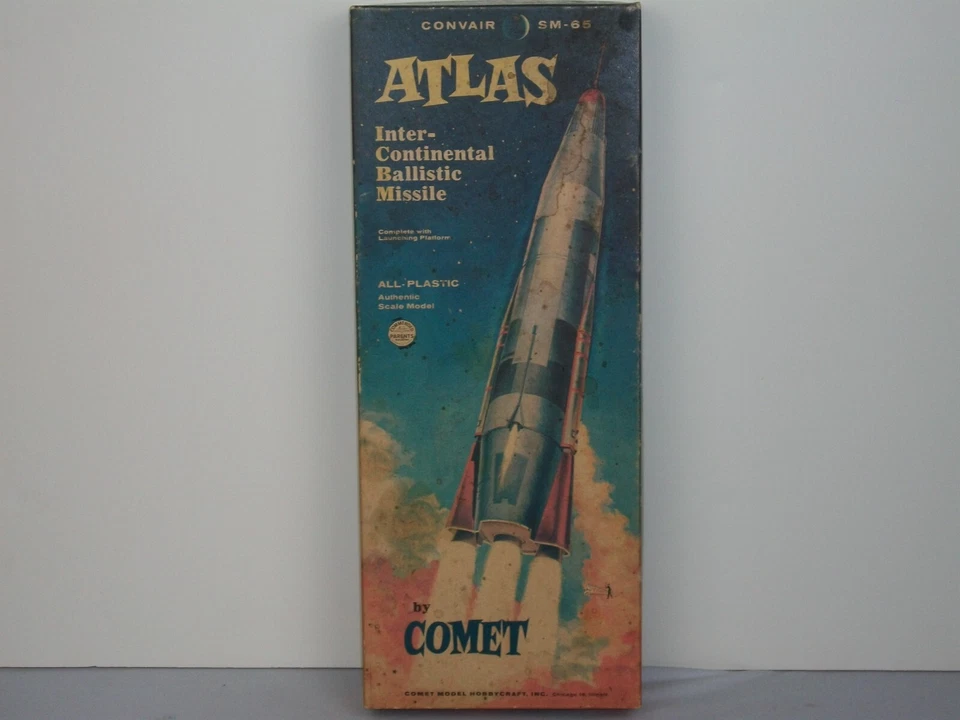 CONVAIR SM-65
ATLAS
Inter-
Continental
Ballistic
Missile
Complete with
Launching Platform
ALL-PLASTIC
Authentic
Scale Model
PARENTS
by
COMET
COMET MODEL HOBBYCRAFT, INC.